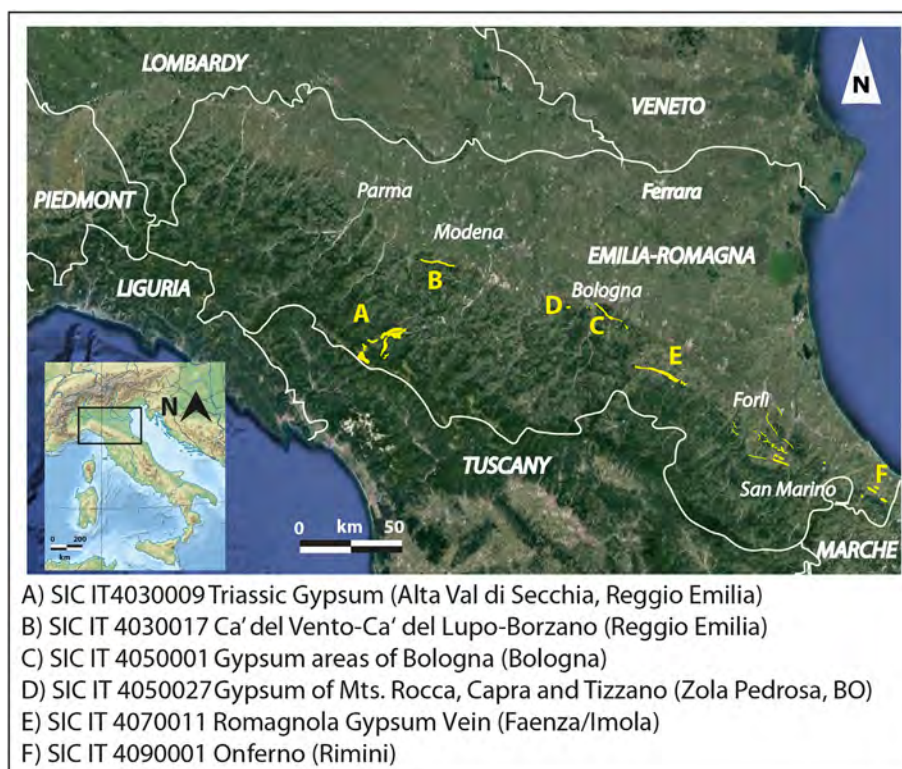 LOMBARDY
VENETO
N
PIEDMONT
Parma
Ferrara
Modena
EMILIA-ROMAGNA
LIGURIA
B
Bologna
A
D
C
E
N
Forlì
TUSCANY
San Marino
F
0 km 50
0 200
km
MARCHE
A) SIC IT4030009 Triassic Gypsum (Alta Val di Secchia, Reggio Emilia)
B) SIC IT 4030017 Ca' del Vento-Ca' del Lupo-Borzano (Reggio Emilia)
C) SIC IT 4050001 Gypsum areas of Bologna (Bologna)
D) SIC IT 4050027 Gypsum of Mts. Rocca, Capra and Tizzano (Zola Pedrosa, BO)
E) SIC IT 4070011 Romagnola Gypsum Vein (Faenza/Imola)
F) SIC IT 4090001 Onferno (Rimini)